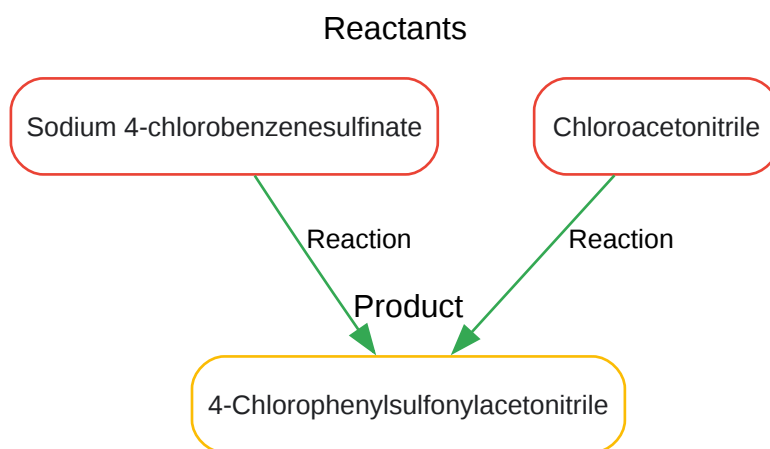 Reactants
Sodium 4-chlorobenzenesulfinate
Chloroacetonitrile
Reaction
Reaction
Product
4-Chlorophenylsulfonylacetonitrile